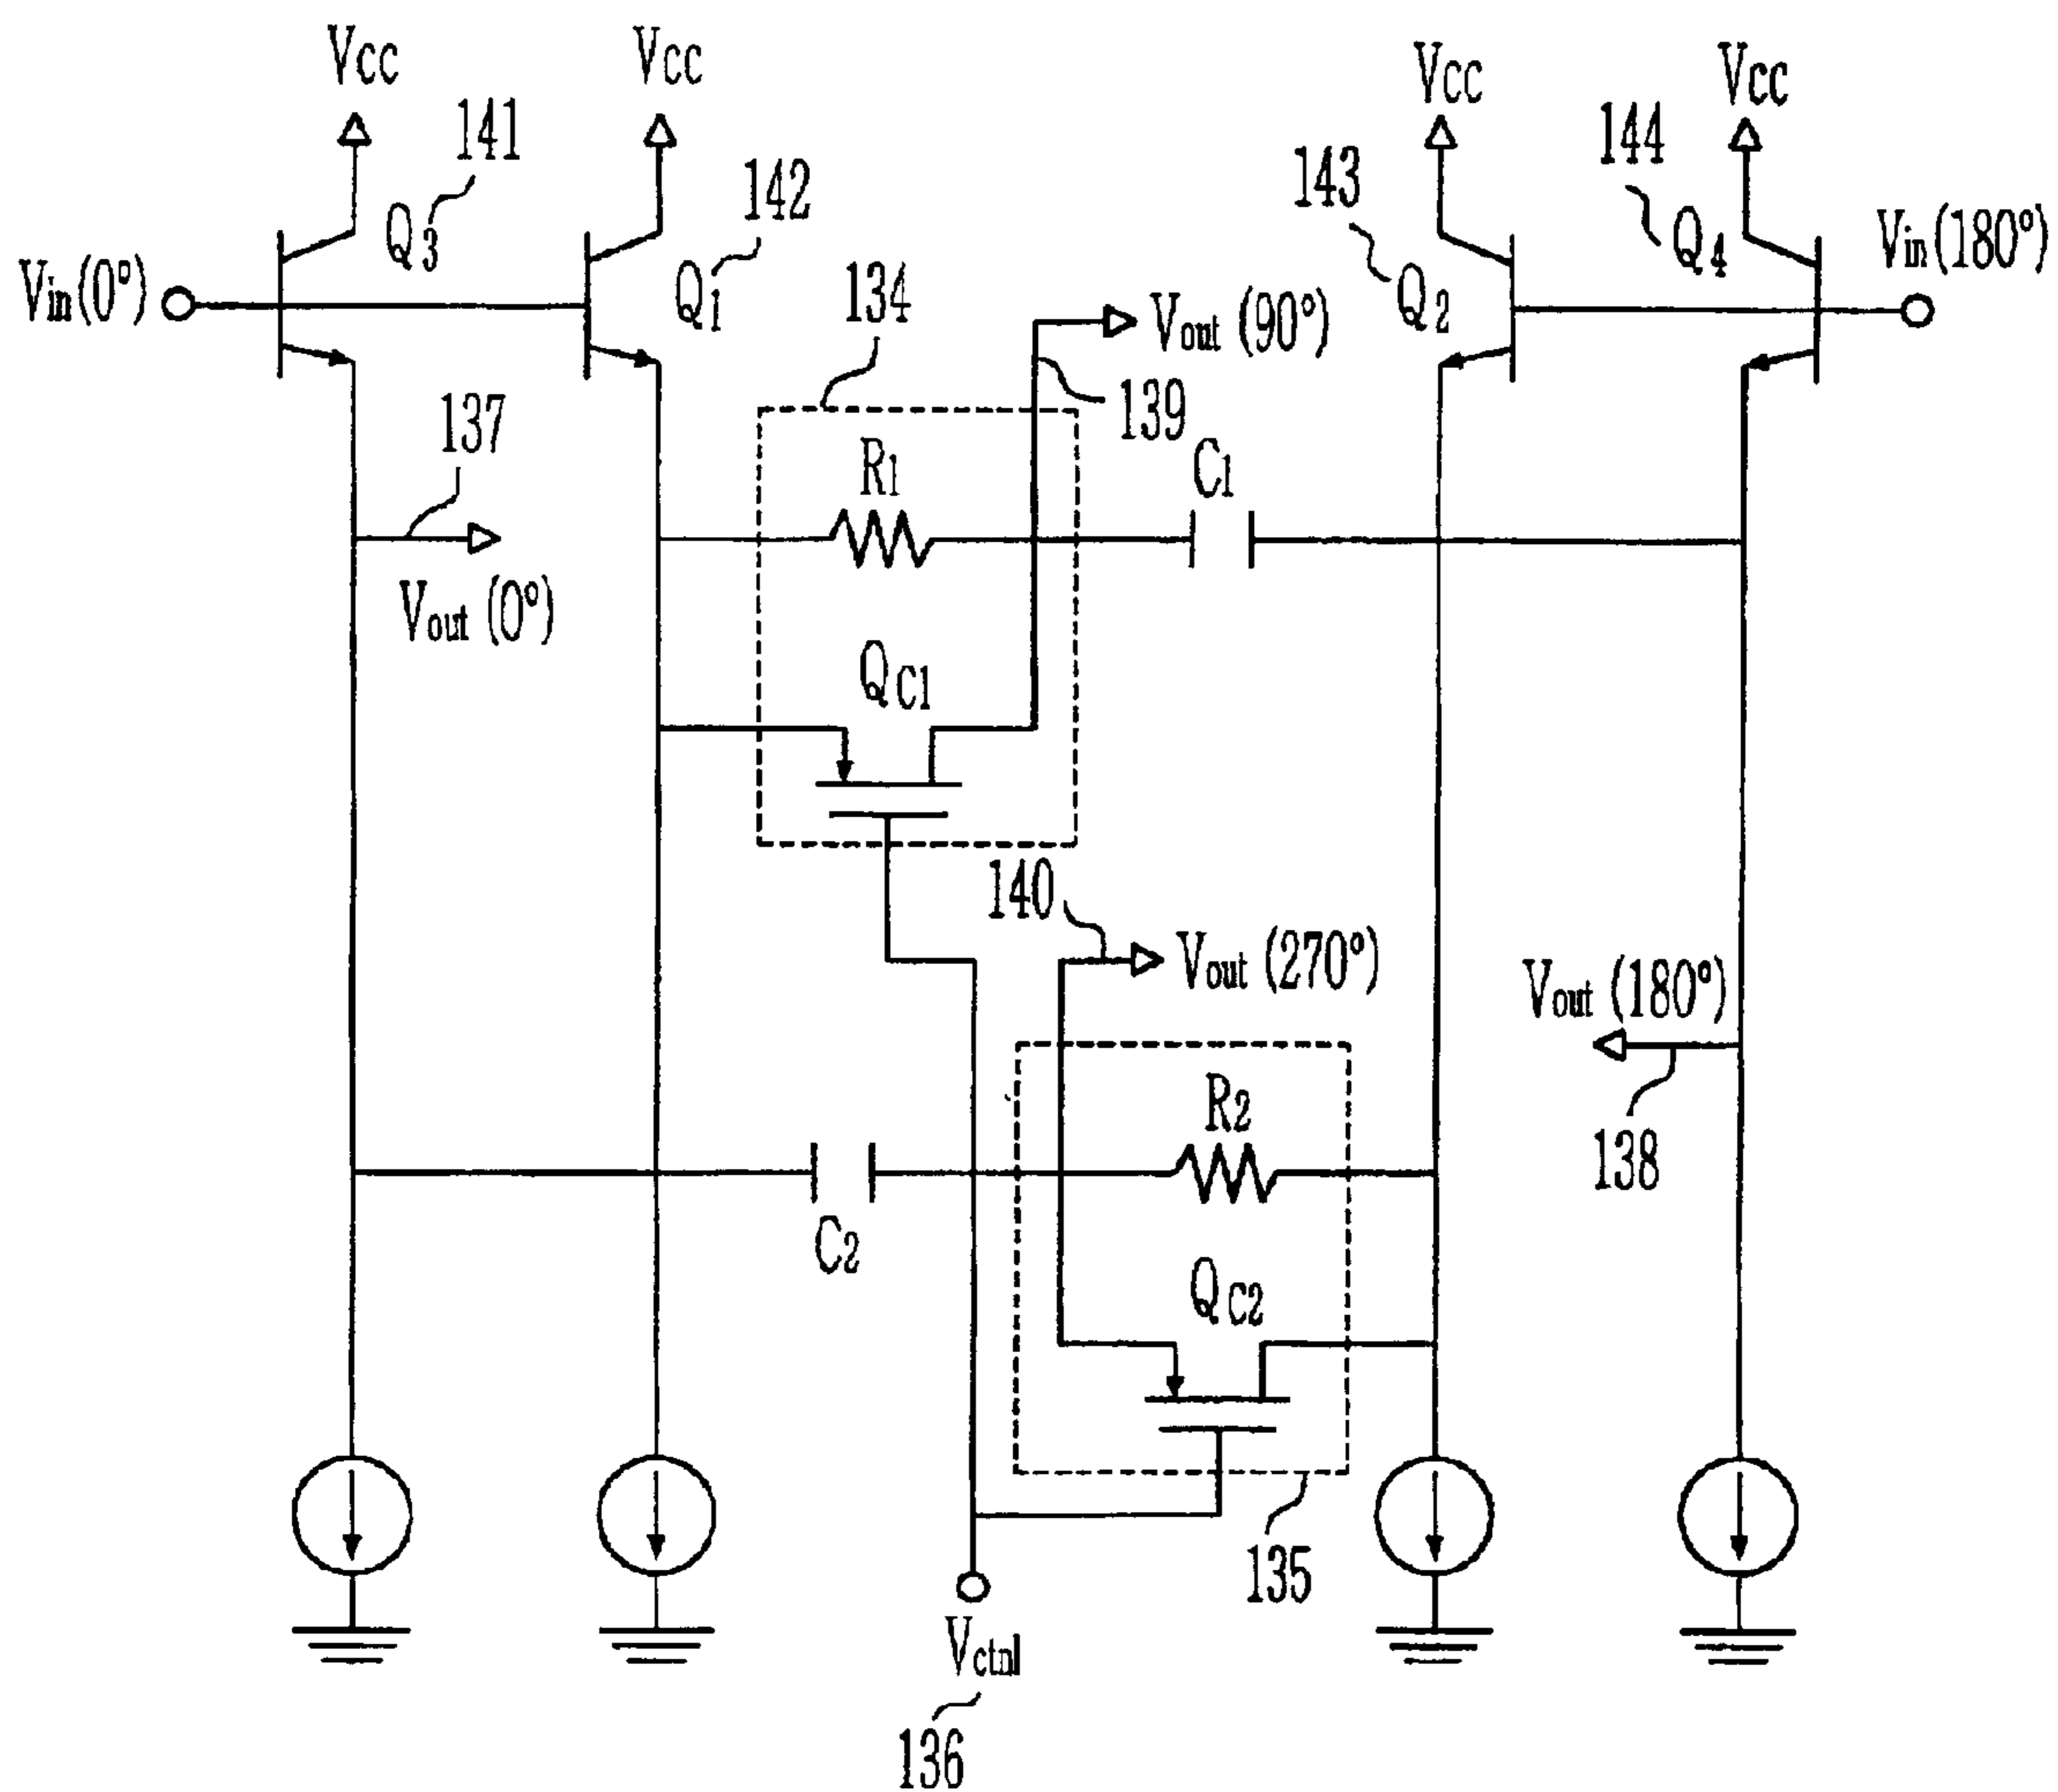 Vcc Vcc Vcc Vcc
141 142 143 144
Q3 Q1 Q2 Q4
Vin(0°) Vin(180°)
134
Vout (90°)
139
137
R1 C1
Vout (0°)
QC1
140
Vout (270°)
Vout (180°)
R2
138
C2
QC2
135
Vctnl
136